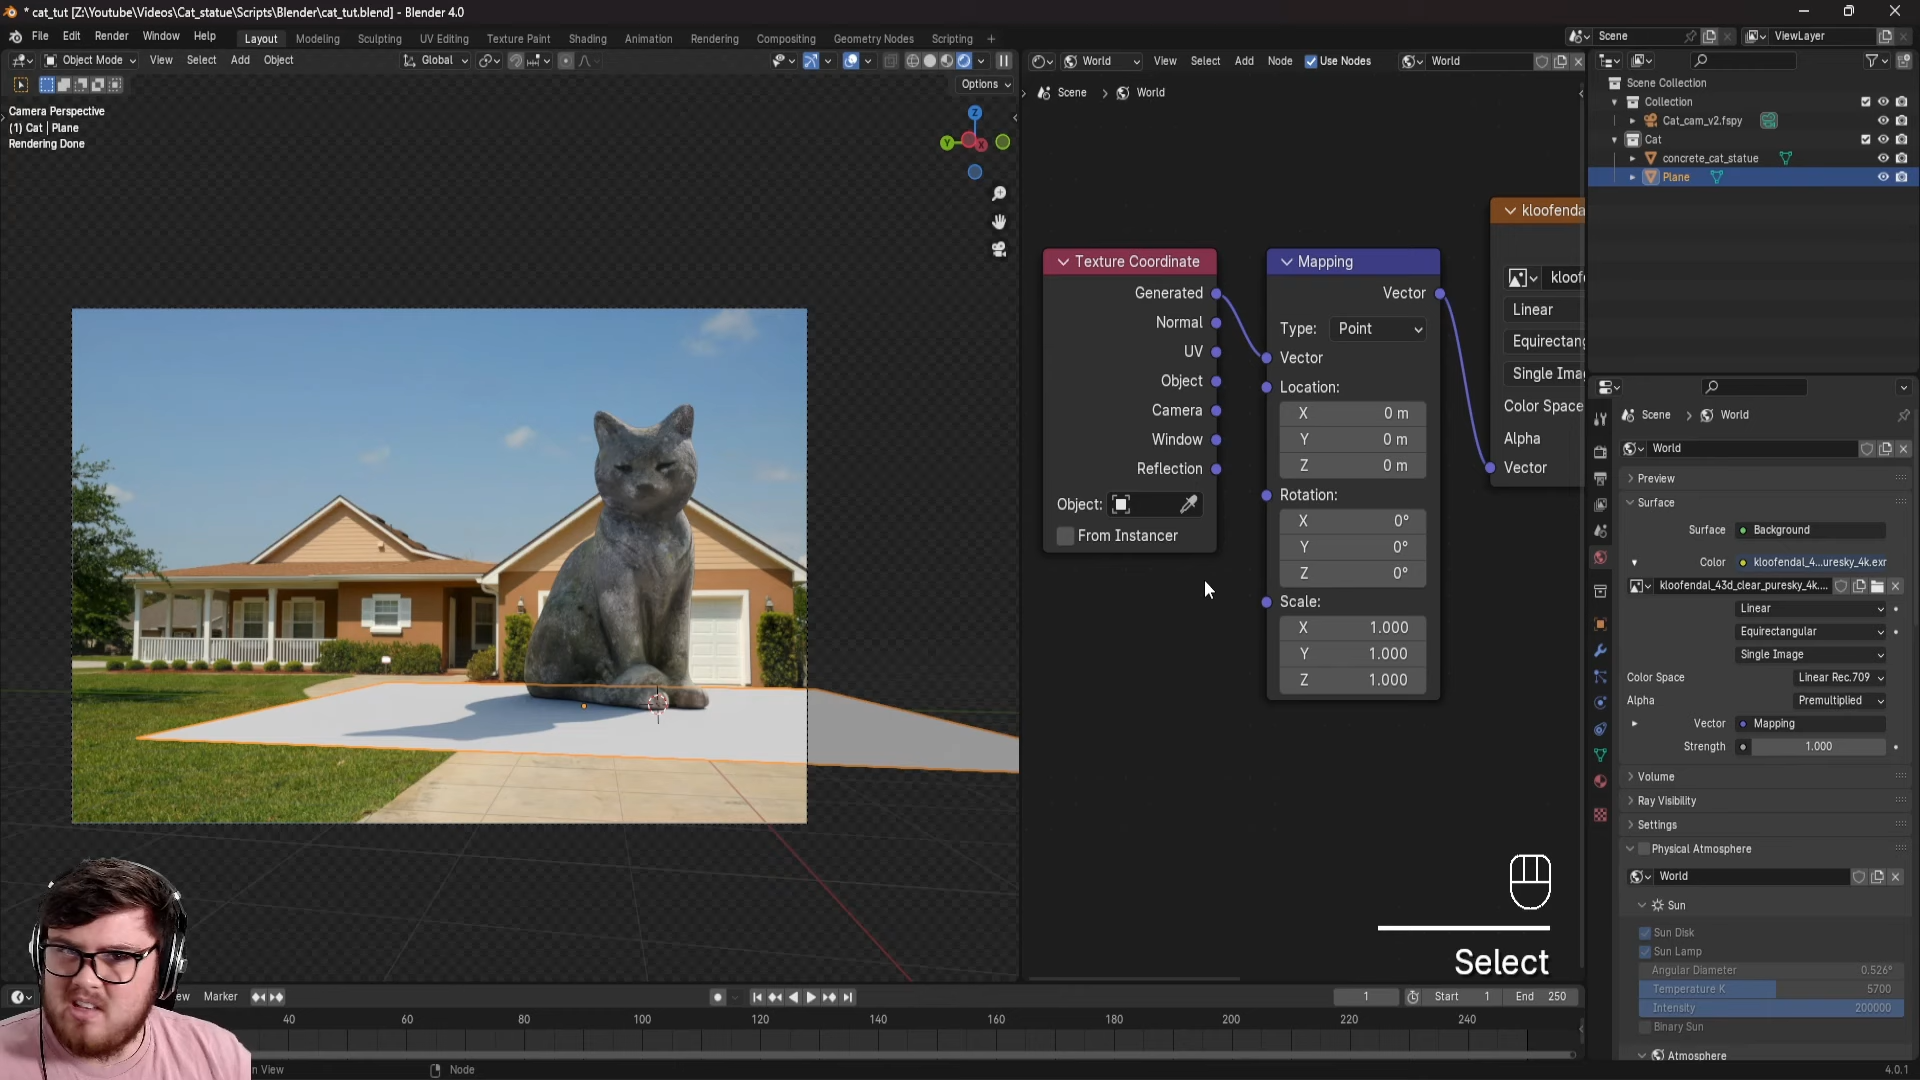 * cat_tut [Z:\Youtube\Videos\Cat_statue\Scripts\Blender\cat_tut.blend] - Blender 4.0
File Edit Render Window Help Layout Modeling Sculpting UV Editing Texture Paint Shading Animation Rendering Compositing Geometry Nodes Scripting + Scene ViewLayer
Object Mode View Select Add Object Global World View Select Add Node Use Nodes World
Options
Camera Perspective
(1) Cat | Plane
Rendering Done
Z
Y
X
Scene > World
Texture Coordinate
Generated
Normal
UV
Object
Camera
Window
Reflection
Object:
From Instancer
Mapping
Vector
Type: Point
Vector
Location:
X 0 m
Y 0 m
Z 0 m
Rotation:
X 0°
Y 0°
Z 0°
Scale:
X 1.000
Y 1.000
Z 1.000
kloofenda
kloofe
Linear
Equirectang
Single Imag
Color Space
Alpha
Vector
Select
Scene Collection
Collection
Cat_cam_v2.fspy
Cat
concrete_cat_statue
Plane
Scene > World
World
Preview
Surface
Surface Background
Color kloofendal_4...uresky_4k.exr
kloofendal_43d_clear_puresky_4k....
Linear
Equirectangular
Single Image
Color Space Linear Rec.709
Alpha Premultiplied
Vector Mapping
Strength 1.000
Volume
Ray Visibility
Settings
Physical Atmosphere
World
Sun
Sun Disk
Sun Lamp
Angular Diameter 0.526°
Temperature K 5700
Intensity 200000
Binary Sun
Atmosphere
ew Marker 1 Start 1 End 250
40 60 80 100 120 140 160 180 200 220 240
n View Node 4.0.1